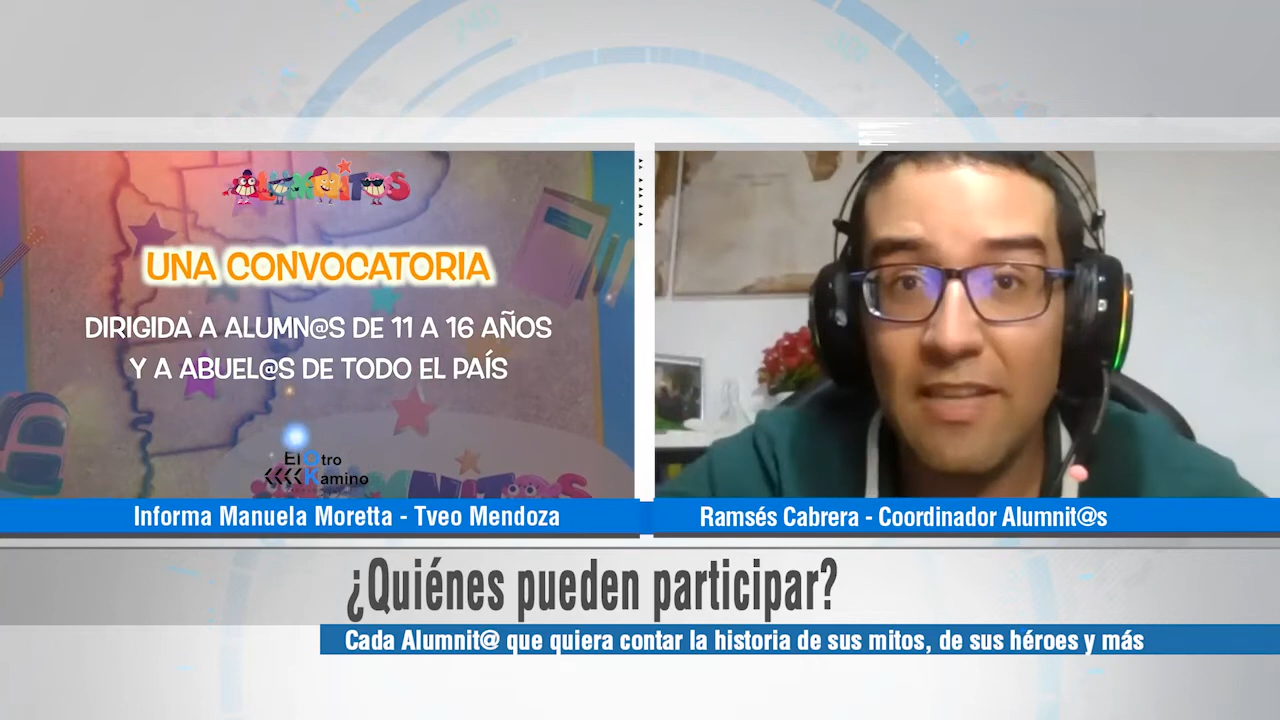 ALUMNITOS
UNA CONVOCATORIA
DIRIGIDA A ALUMN@S DE 11 A 16 AÑOS
Y A ABUEL@S DE TODO EL PAÍS
El Otro
Kamino
Informa Manuela Moretta - Tveo Mendoza
Ramsés Cabrera - Coordinador Alumnit@s
¿Quiénes pueden participar?
Cada Alumnit@ que quiera contar la historia de sus mitos, de sus héroes y más